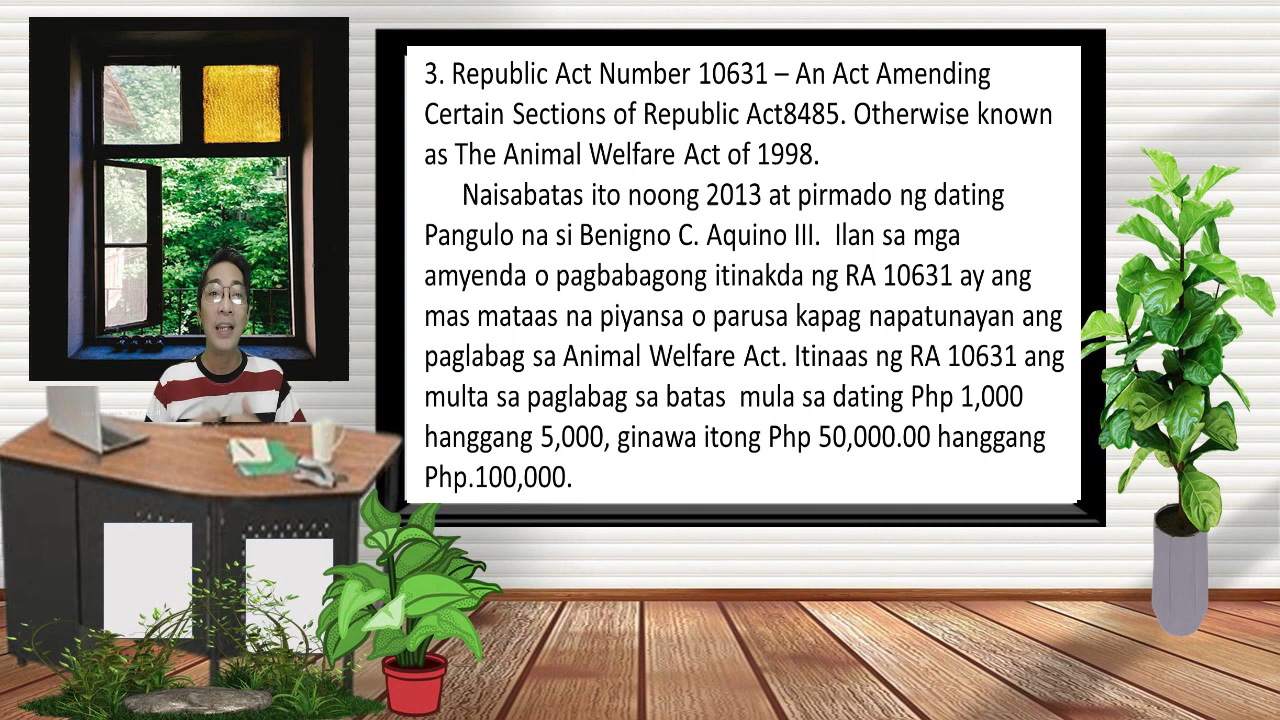 3. Republic Act Number 10631 – An Act Amending
Certain Sections of Republic Act8485. Otherwise known
as The Animal Welfare Act of 1998.
Naisabatas ito noong 2013 at pirmado ng dating
Pangulo na si Benigno C. Aquino III. Ilan sa mga
amyenda o pagbabagong itinakda ng RA 10631 ay ang
mas mataas na piyansa o parusa kapag napatunayan ang
paglabag sa Animal Welfare Act. Itinaas ng RA 10631 ang
multa sa paglabag sa batas mula sa dating Php 1,000
hanggang 5,000, ginawa itong Php 50,000.00 hanggang
Php.100,000.